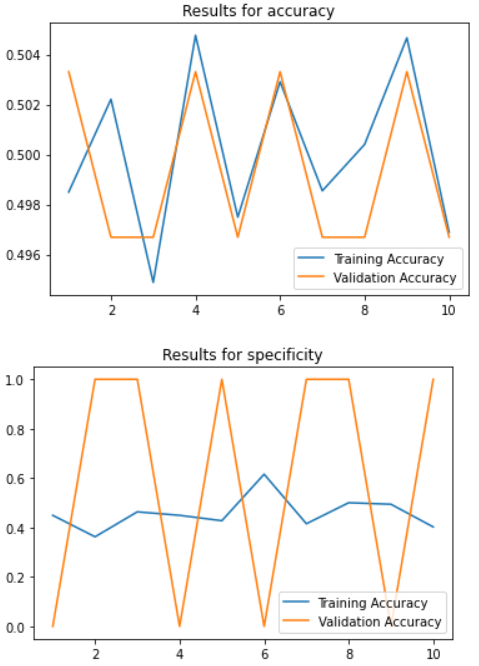 Results for accuracy
0.504
0.502
0.500
0.498
0.496
Training Accuracy
Validation Accuracy
2 4 6 8 10
Results for specificity
1.0
0.8
0.6
0.4
0.2
0.0
Training Accuracy
Validation Accuracy
2 4 6 8 10